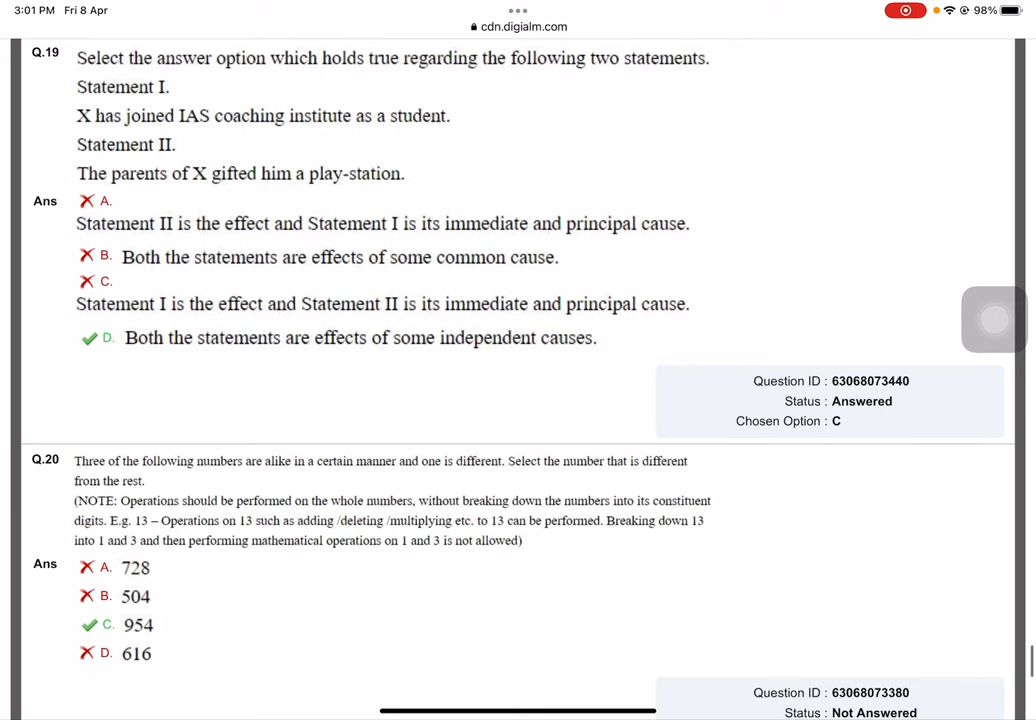 3:01 PM Fri 8 Apr 98%
cdn.digialm.com
Q.19 Select the answer option which holds true regarding the following two statements.
Statement I.
X has joined IAS coaching institute as a student.
Statement II.
The parents of X gifted him a play-station.
Ans A.
Statement II is the effect and Statement I is its immediate and principal cause.
B. Both the statements are effects of some common cause.
C.
Statement I is the effect and Statement II is its immediate and principal cause.
D. Both the statements are effects of some independent causes.
Question ID : 63068073440
Status : Answered
Chosen Option : C
Q.20 Three of the following numbers are alike in a certain manner and one is different. Select the number that is different
from the rest.
(NOTE: Operations should be performed on the whole numbers, without breaking down the numbers into its constituent
digits. E.g. 13 – Operations on 13 such as adding /deleting /multiplying etc. to 13 can be performed. Breaking down 13
into 1 and 3 and then performing mathematical operations on 1 and 3 is not allowed)
Ans A. 728
B. 504
C. 954
D. 616
Question ID : 63068073380
Status : Not Answered